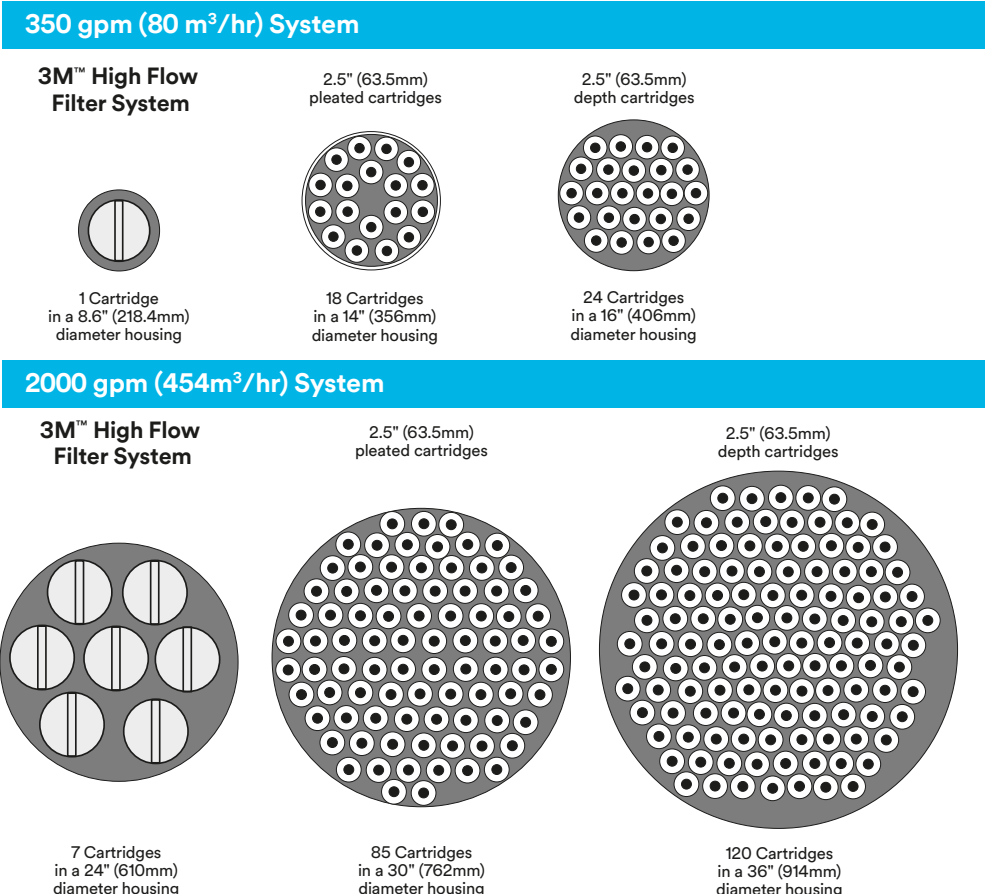 350 gpm (80 m³/hr) System
3M™ High Flow
Filter System
2.5" (63.5mm)
pleated cartridges
2.5" (63.5mm)
depth cartridges
1 Cartridge
in a 8.6" (218.4mm)
diameter housing
18 Cartridges
in a 14" (356mm)
diameter housing
24 Cartridges
in a 16" (406mm)
diameter housing
2000 gpm (454m³/hr) System
3M™ High Flow
Filter System
2.5" (63.5mm)
pleated cartridges
2.5" (63.5mm)
depth cartridges
7 Cartridges
in a 24" (610mm)
diameter housing
85 Cartridges
in a 30" (762mm)
diameter housing
120 Cartridges
in a 36" (914mm)
diameter housing